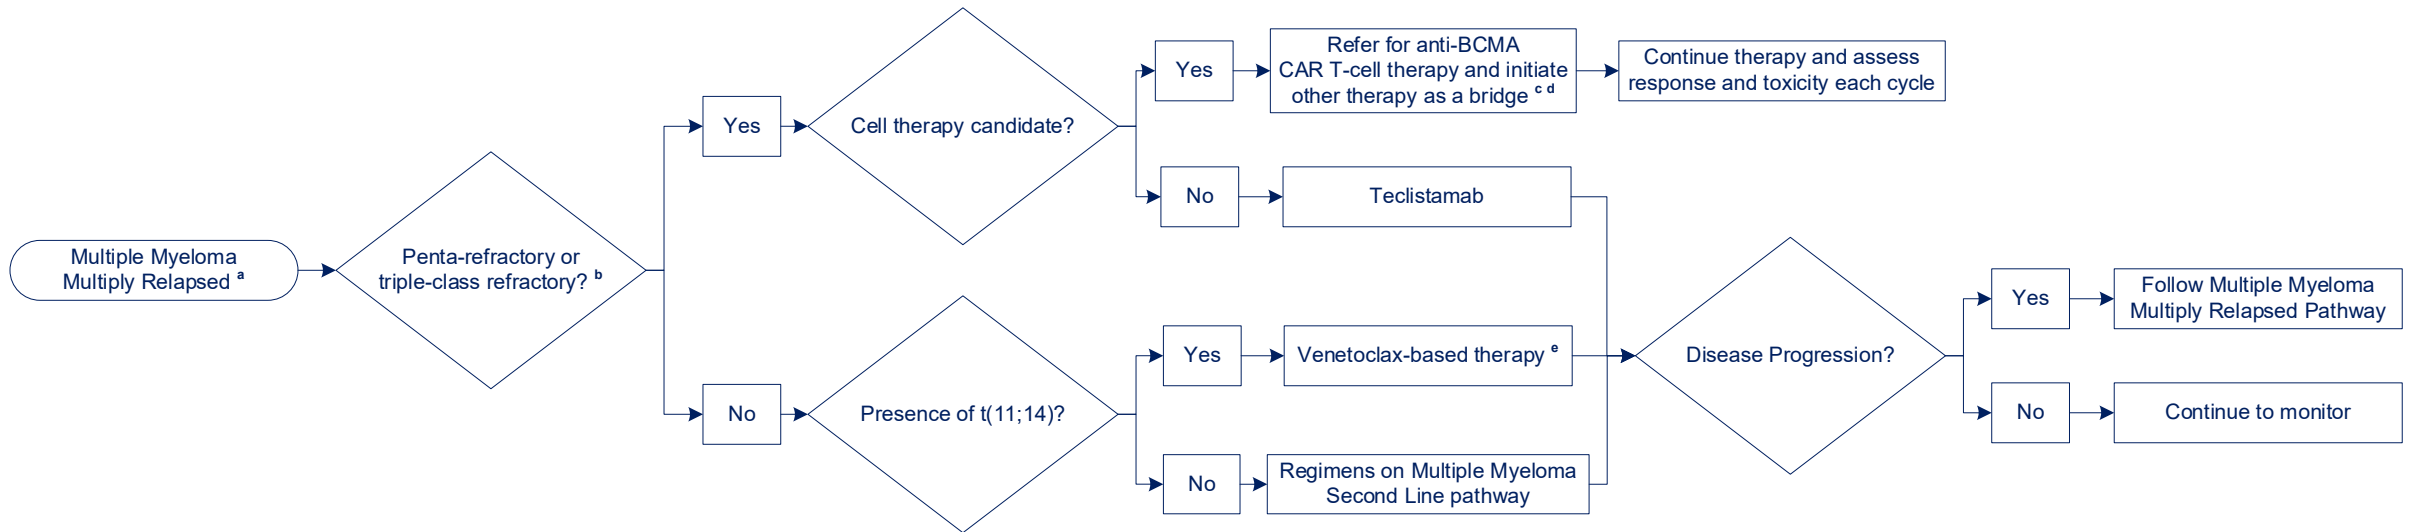 Multiple Myeloma
Multiply Relapsed a
Penta-refractory or
triple-class refractory? b
Yes
Cell therapy candidate?
Yes
Refer for anti-BCMA
CAR T-cell therapy and initiate
other therapy as a bridge c d
Continue therapy and assess
response and toxicity each cycle
No
Teclistamab
No
Presence of t(11;14)?
Yes
Venetoclax-based therapy e
No
Regimens on Multiple Myeloma
Second Line pathway
Disease Progression?
Yes
Follow Multiple Myeloma
Multiply Relapsed Pathway
No
Continue to monitor